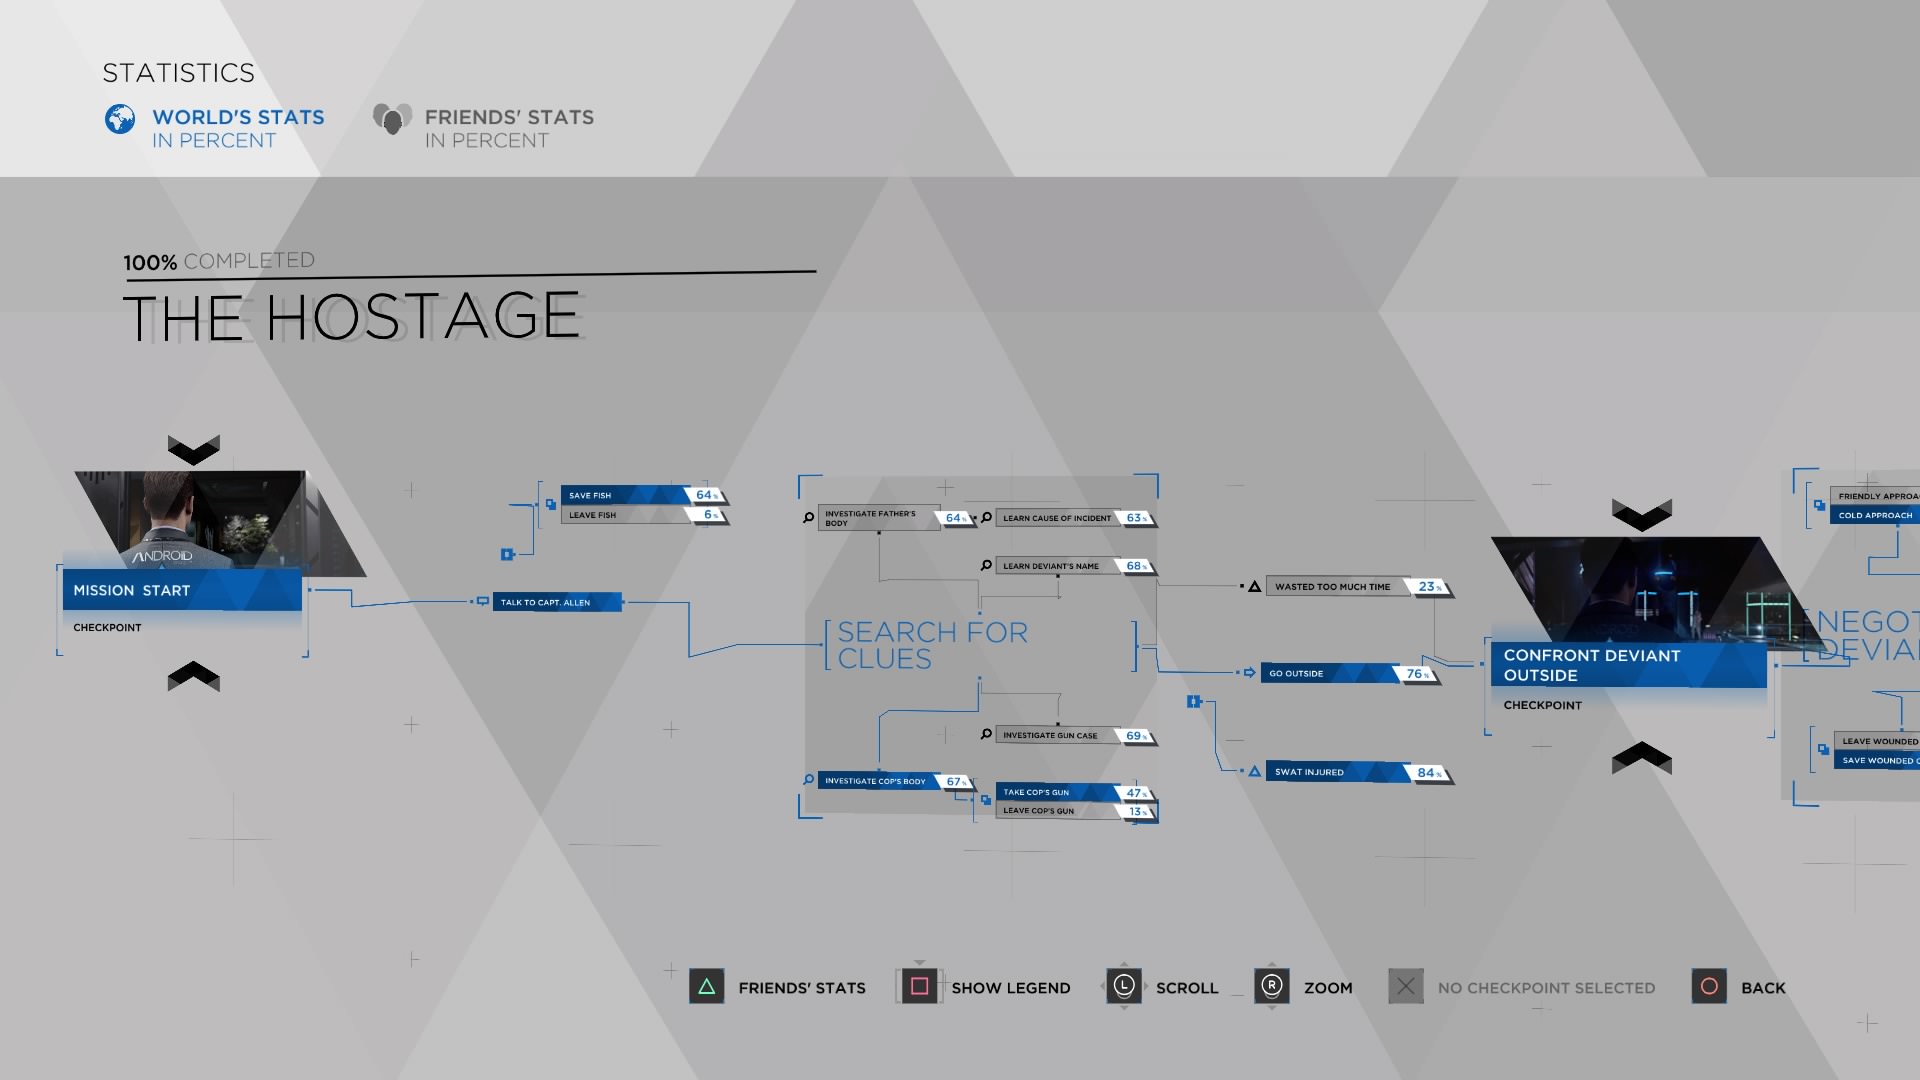 STATISTICS
WORLD'S STATS
IN PERCENT
FRIENDS' STATS
IN PERCENT
100% COMPLETED
THE HOSTAGE
ANDROID
MISSION START
CHECKPOINT
SAVE FISH 64%
LEAVE FISH 6%
TALK TO CAPT. ALLEN
INVESTIGATE FATHER'S
BODY
64%
LEARN CAUSE OF INCIDENT 63%
LEARN DEVIANT'S NAME 68%
SEARCH FOR
CLUES
INVESTIGATE GUN CASE 69%
INVESTIGATE COP'S BODY 67%
TAKE COP'S GUN 47%
LEAVE COP'S GUN 13%
WASTED TOO MUCH TIME 23%
GO OUTSIDE 76%
SWAT INJURED 84%
CONFRONT DEVIANT
OUTSIDE
CHECKPOINT
FRIENDLY APPROA
COLD APPROACH
NEGOT
DEVIA
LEAVE WOUNDED
SAVE WOUNDED C
FRIENDS' STATS
SHOW LEGEND
L SCROLL
R ZOOM
NO CHECKPOINT SELECTED
BACK